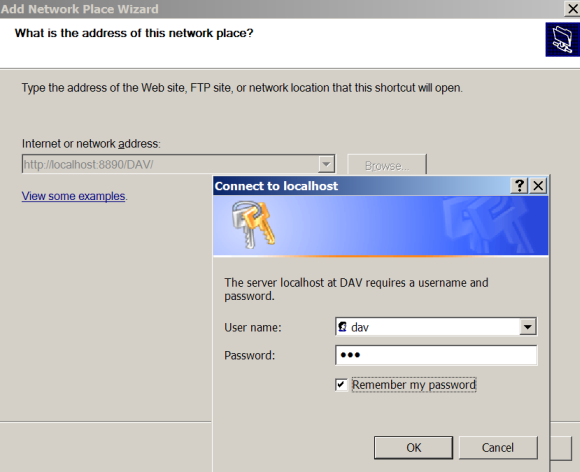 Add Network Place Wizard
What is the address of this network place?
Type the address of the Web site, FTP site, or network location that this shortcut will open.
Internet or network address:
http://localhost:8890/DAV/
Browse...
View some examples.
Connect to localhost
The server localhost at DAV requires a username and
password.
User name:
dav
Password:
•••
Remember my password
OK
Cancel